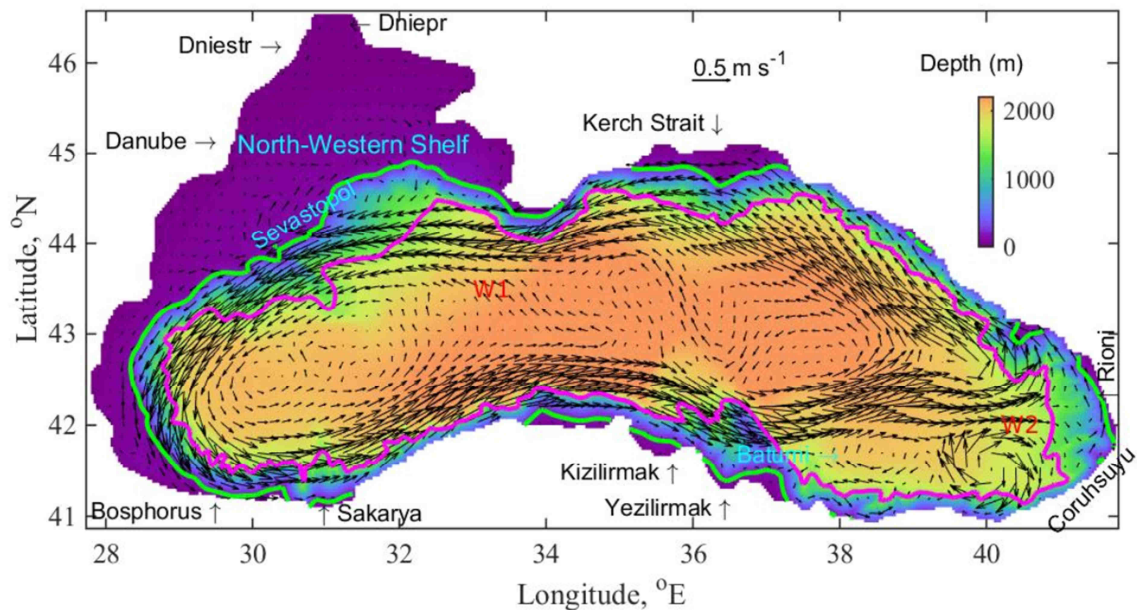 ← Dniepr
Dniestr →
46
0.5 m s⁻¹
Depth (m)
2000
Kerch Strait ↓
Danube →
North-Western Shelf
45
1000
Sevastopol
0
44
Latitude, °N
W1
43
Rioni
42
W2
Batumi →
Kizilirmak ↑
Bosphorus ↑
↑ Sakarya
Yezilirmak ↑
Coruhsuyu
41
28
30
32
34
36
38
40
Longitude, °E